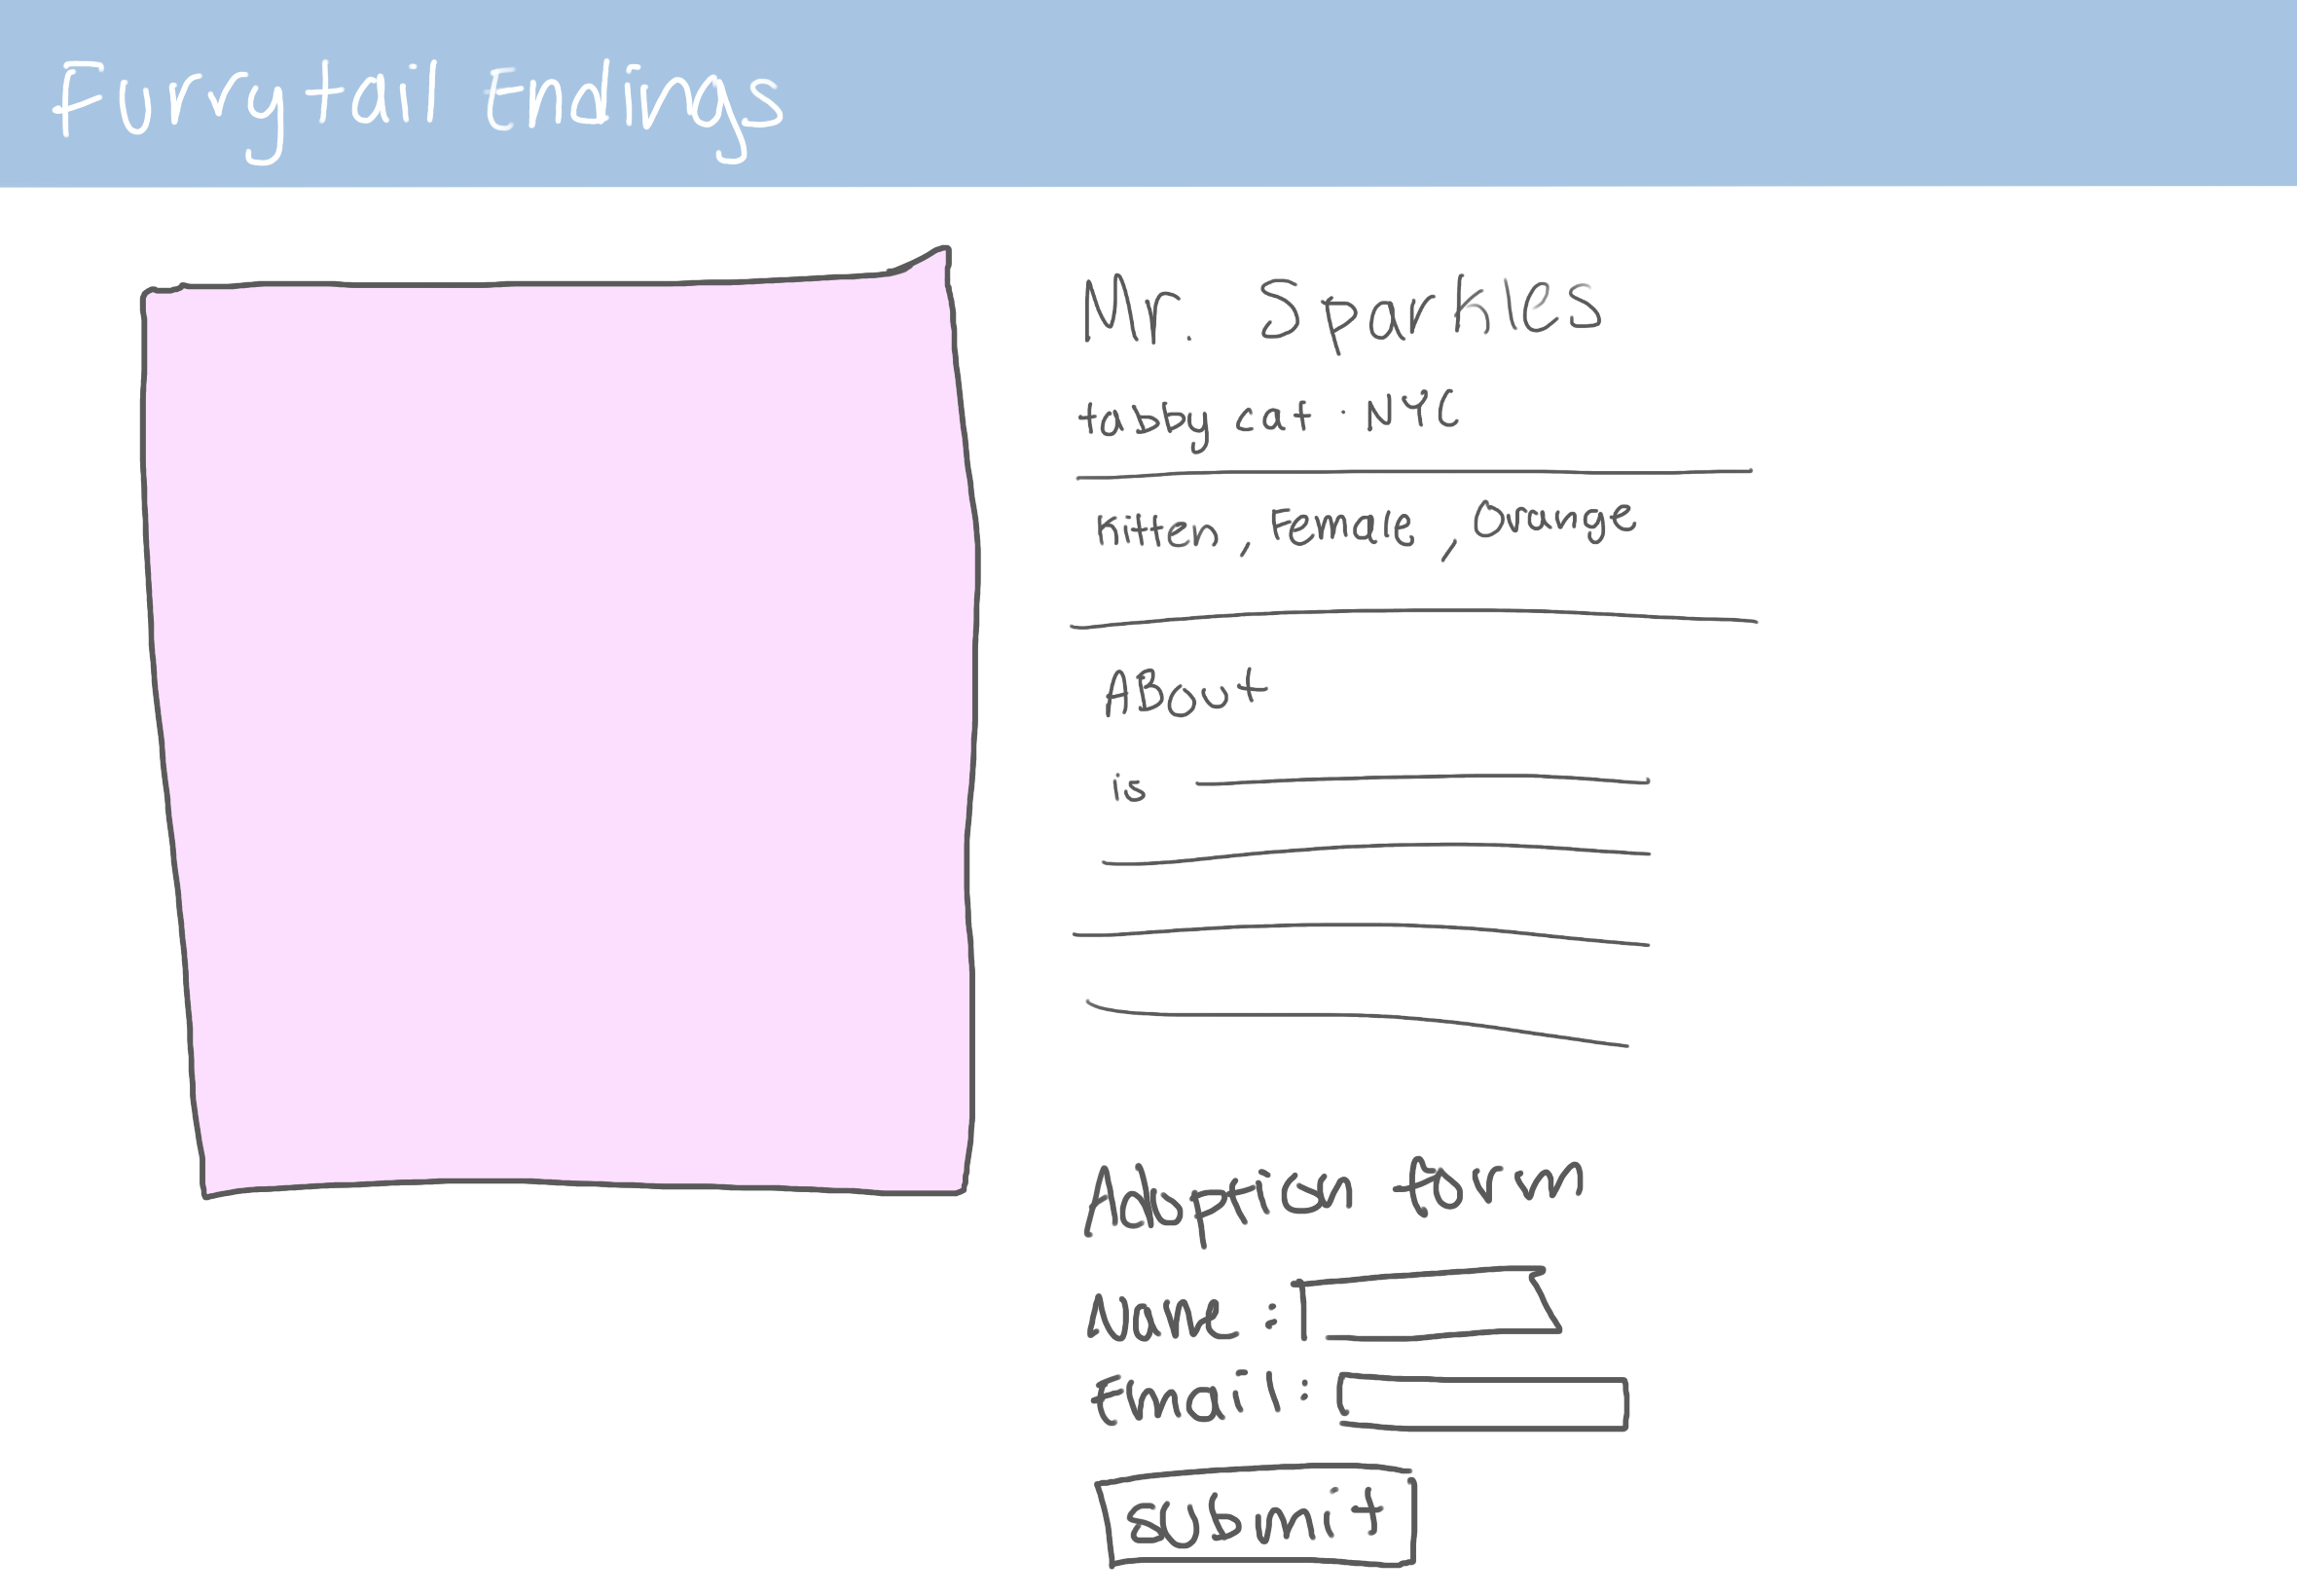 Furrytail Endings
Mr. Sparkles
tabby cat · NYC
kitten, Female, Orange
ABout
is
Adoption form
Name:
Email:
submit